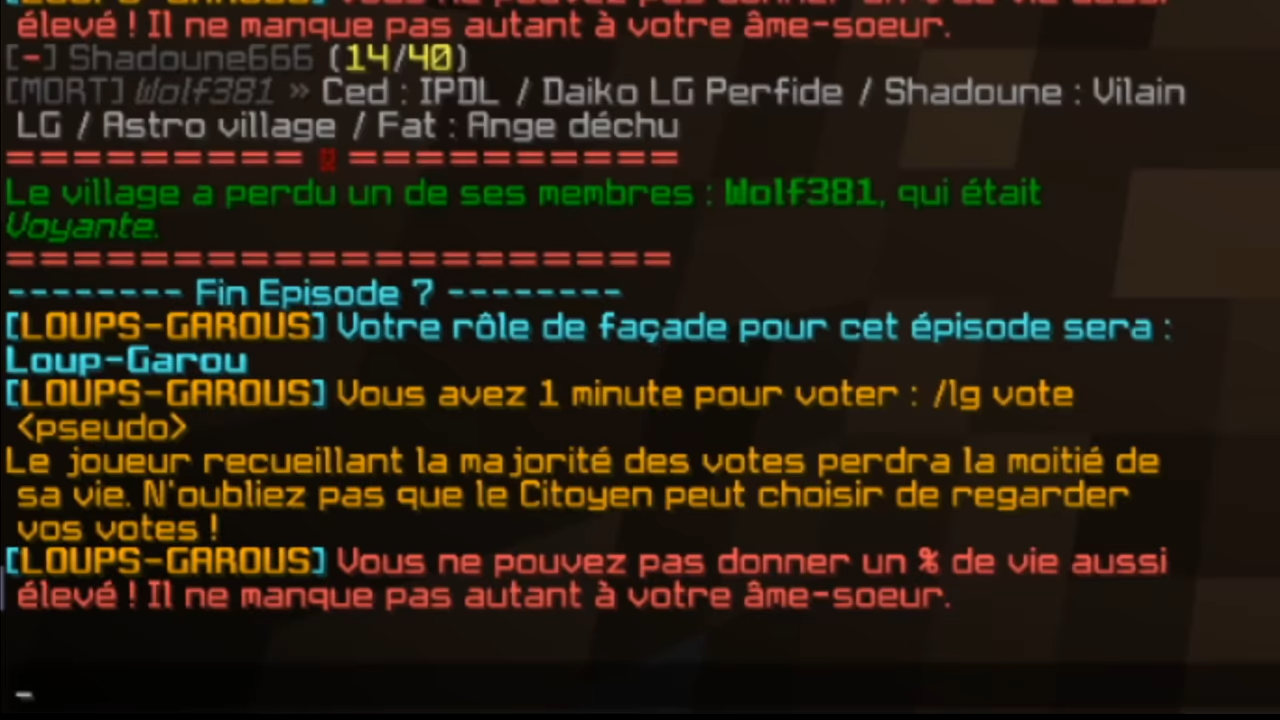 élevé ! Il ne manque pas autant à votre âme-soeur.
[-] Shadoune666 (14/40)
[MORT] Wolf381 » Ced : IPDL / Daiko LG Perfide / Shadoune : Vilain
LG / Astro village / Fat : Ange déchu
========= ==========
Le village a perdu un de ses membres : Wolf381, qui était
Voyante.
====================
-------- Fin Episode 7 --------
[LOUPS-GAROUS] Votre rôle de façade pour cet épisode sera :
Loup-Garou
[LOUPS-GAROUS] Vous avez 1 minute pour voter : /lg vote
<pseudo>
Le joueur recueillant la majorité des votes perdra la moitié de
sa vie. N'oubliez pas que le Citoyen peut choisir de regarder
vos votes !
[LOUPS-GAROUS] Vous ne pouvez pas donner un % de vie aussi
élevé ! Il ne manque pas autant à votre âme-soeur.
_